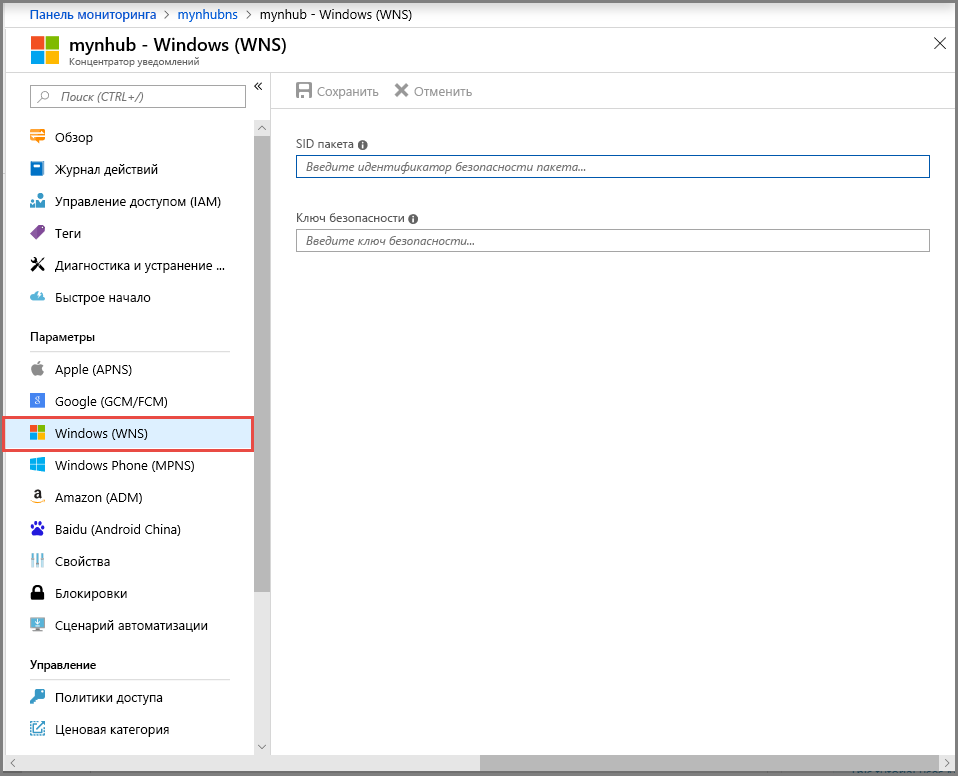 Панель мониторинга > mynhubns > mynhub - Windows (WNS)
mynhub - Windows (WNS)
Концентратор уведомлений
Поиск (CTRL+/)
«
Обзор
Журнал действий
Управление доступом (IAM)
Теги
Диагностика и устранение ...
Быстрое начало
Параметры
Apple (APNS)
Google (GCM/FCM)
Windows (WNS)
Windows Phone (MPNS)
Amazon (ADM)
Baidu (Android China)
Свойства
Блокировки
Сценарий автоматизации
Управление
Политики доступа
Ценовая категория
Сохранить
Отменить
SID пакета
Введите идентификатор безопасности пакета...
Ключ безопасности
Введите ключ безопасности...